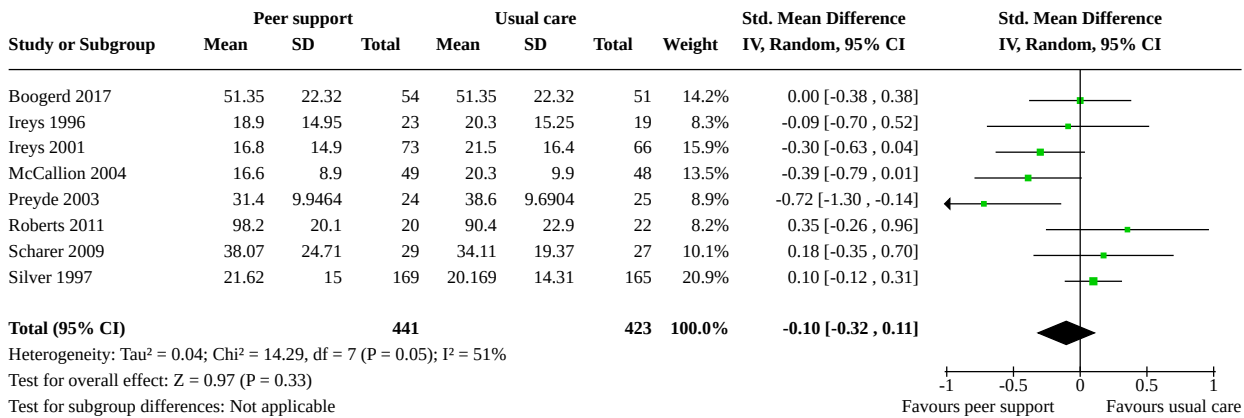 Peer support Usual care Std. Mean Difference Std. Mean Difference
Study or Subgroup Mean SD Total Mean SD Total Weight IV, Random, 95% CI IV, Random, 95% CI
Boogerd 2017 51.35 22.32 54 51.35 22.32 51 14.2% 0.00 [-0.38 , 0.38]
Ireys 1996 18.9 14.95 23 20.3 15.25 19 8.3% -0.09 [-0.70 , 0.52]
Ireys 2001 16.8 14.9 73 21.5 16.4 66 15.9% -0.30 [-0.63 , 0.04]
McCallion 2004 16.6 8.9 49 20.3 9.9 48 13.5% -0.39 [-0.79 , 0.01]
Preyde 2003 31.4 9.9464 24 38.6 9.6904 25 8.9% -0.72 [-1.30 , -0.14]
Roberts 2011 98.2 20.1 20 90.4 22.9 22 8.2% 0.35 [-0.26 , 0.96]
Scharer 2009 38.07 24.71 29 34.11 19.37 27 10.1% 0.18 [-0.35 , 0.70]
Silver 1997 21.62 15 169 20.169 14.31 165 20.9% 0.10 [-0.12 , 0.31]
Total (95% CI) 441 423 100.0% -0.10 [-0.32 , 0.11]
Heterogeneity: Tau² = 0.04; Chi² = 14.29, df = 7 (P = 0.05); I² = 51%
Test for overall effect: Z = 0.97 (P = 0.33)
Test for subgroup differences: Not applicable
-1 -0.5 0 0.5 1
Favours peer support Favours usual care